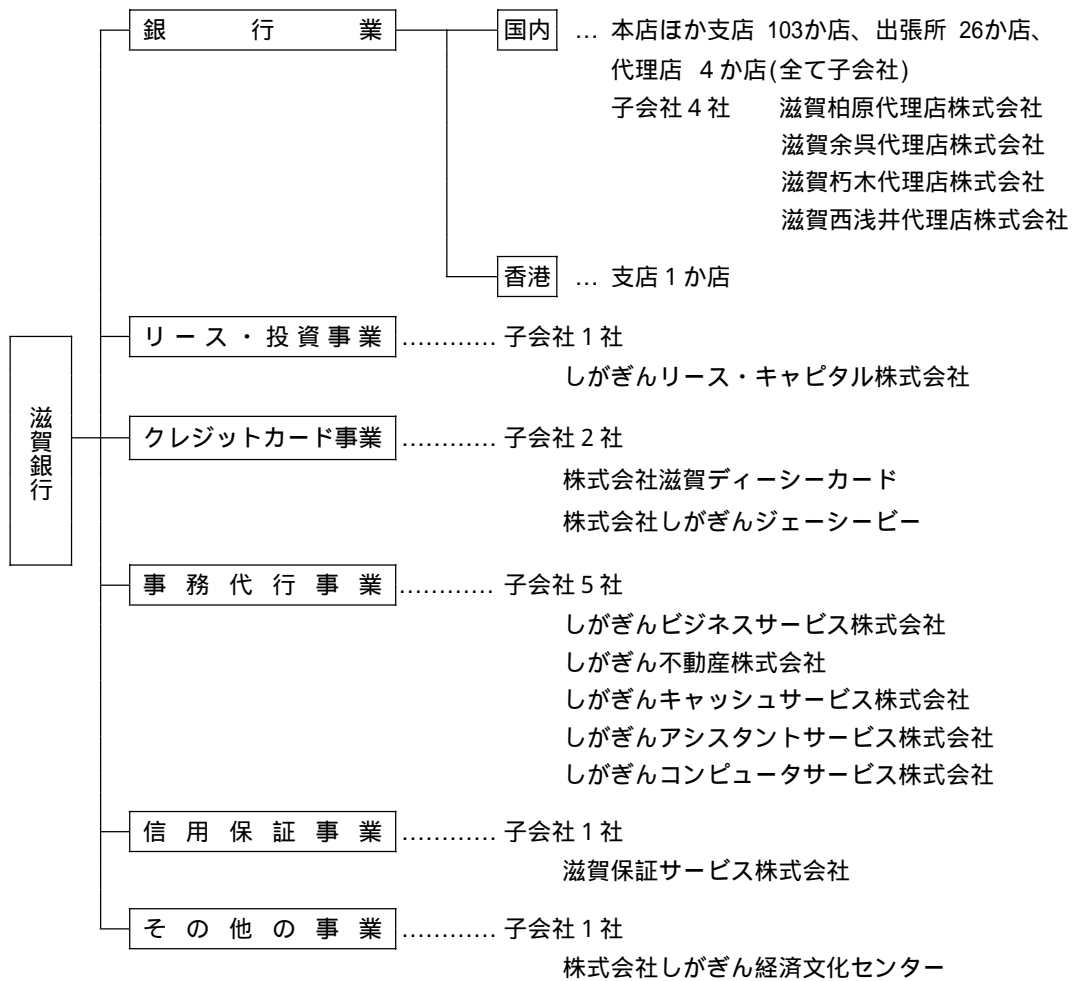 銀行業
国内 … 本店ほか支店 103か店、出張所 26か店、
代理店 4か店(全て子会社)
子会社4社 滋賀柏原代理店株式会社
滋賀余呉代理店株式会社
滋賀朽木代理店株式会社
滋賀西浅井代理店株式会社
香港 … 支店1か店
滋賀銀行
リース・投資事業 ………… 子会社1社
しがぎんリース・キャピタル株式会社
クレジットカード事業 ………… 子会社2社
株式会社滋賀ディーシーカード
株式会社しがぎんジェーシービー
事務代行事業 ………… 子会社5社
しがぎんビジネスサービス株式会社
しがぎん不動産株式会社
しがぎんキャッシュサービス株式会社
しがぎんアシスタントサービス株式会社
しがぎんコンピュータサービス株式会社
信用保証事業 ………… 子会社1社
滋賀保証サービス株式会社
その他の事業 ………… 子会社1社
株式会社しがぎん経済文化センター